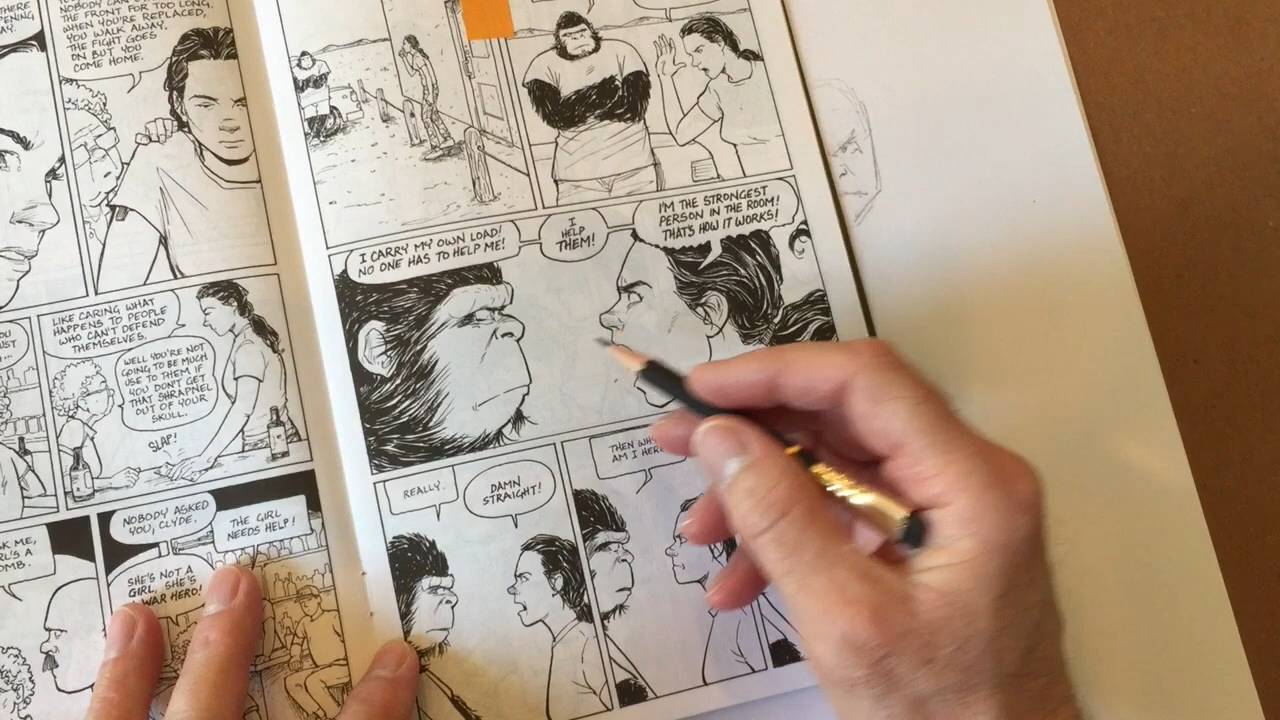 THERE
NOBODY CAN
THE FRONT FOR TOO LONG.
WHEN YOU'RE REPLACED,
YOU WALK AWAY.
THE FIGHT GOES
ON BUT YOU
COME HOME.
LIKE CARING WHAT
HAPPENS TO PEOPLE
WHO CAN'T DEFEND
THEMSELVES.
WELL YOU'RE NOT
GOING TO BE MUCH
USE TO THEM IF
YOU DON'T GET
THAT SHRAPNEL
OUT OF YOUR
SKULL.
SLAP!
ME,
NOBODY ASKED
YOU, CLYDE.
THE GIRL
NEEDS HELP!
SHE'S NOT A
GIRL, SHE'S
WAR HERO!
I CARRY MY OWN LOAD!
NO ONE HAS TO HELP ME!
I
HELP
THEM!
I'M THE STRONGEST
PERSON IN THE ROOM!
THAT'S HOW IT WORKS!
REALLY.
DAMN
STRAIGHT!
THEN
AM I